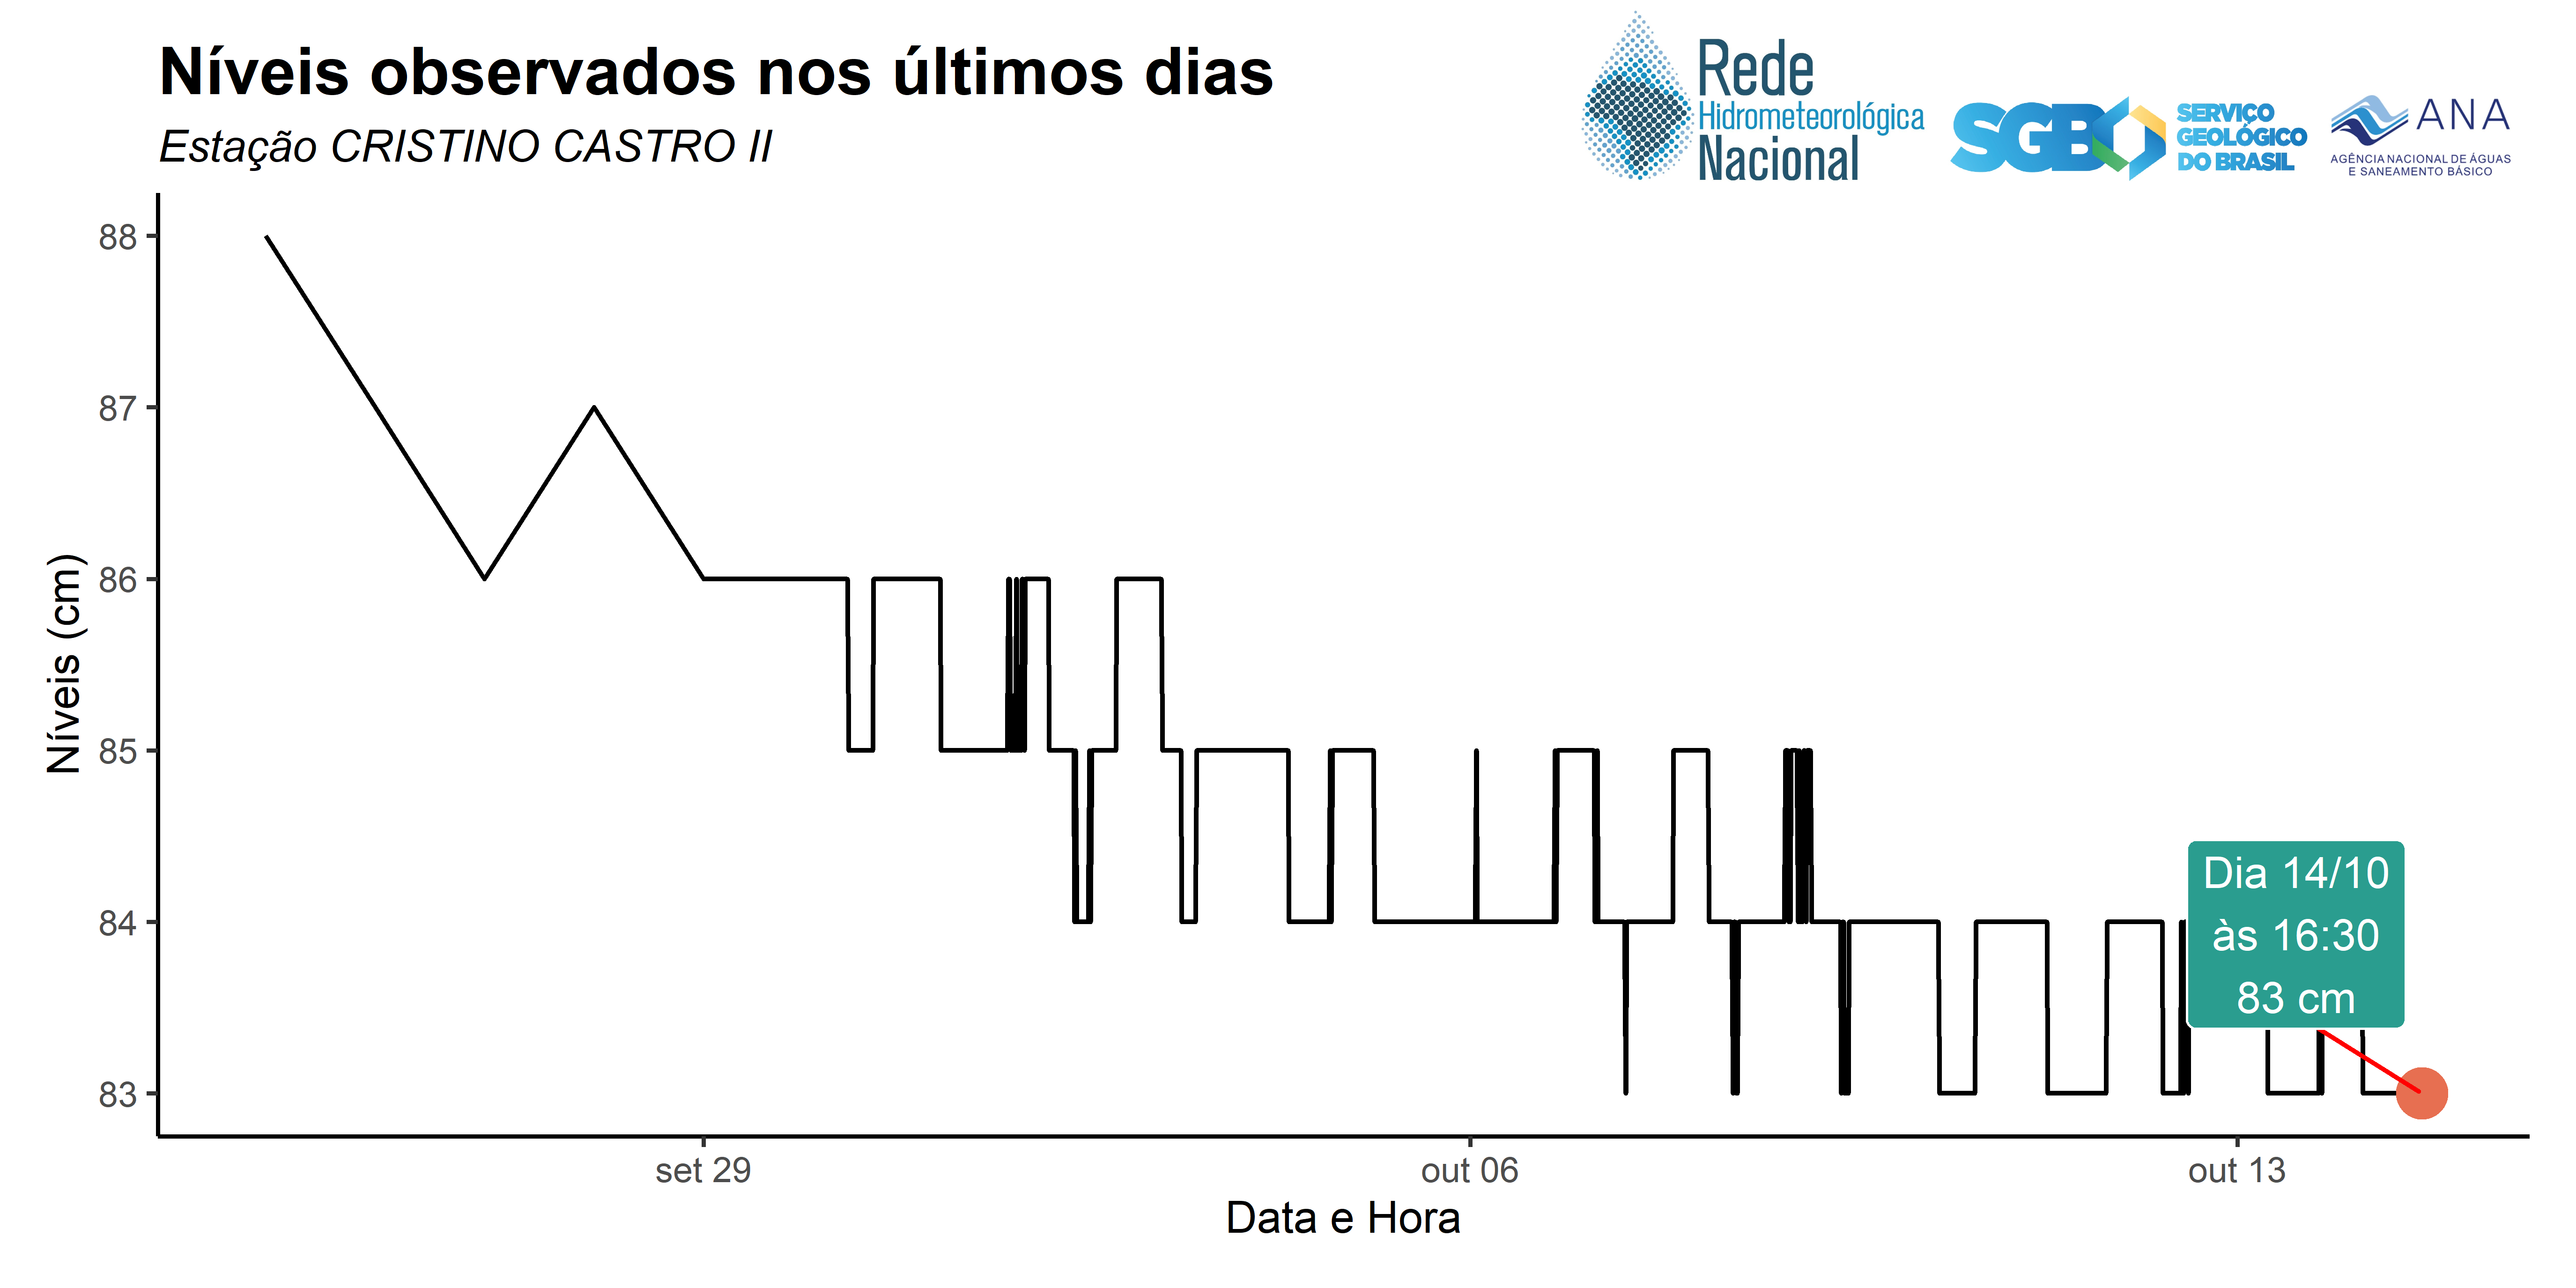 Níveis observados nos últimos dias
Estação CRISTINO CASTRO II
Rede
Hidrometeorológica
Nacional
SGB
SERVIÇO
GEOLÓGICO
DO BRASIL
ANA
AGÊNCIA NACIONAL DE ÁGUAS
E SANEAMENTO BÁSICO
Níveis (cm)
88
87
86
85
84
83
Dia 14/10
às 16:30
83 cm
set 29
out 06
out 13
Data e Hora